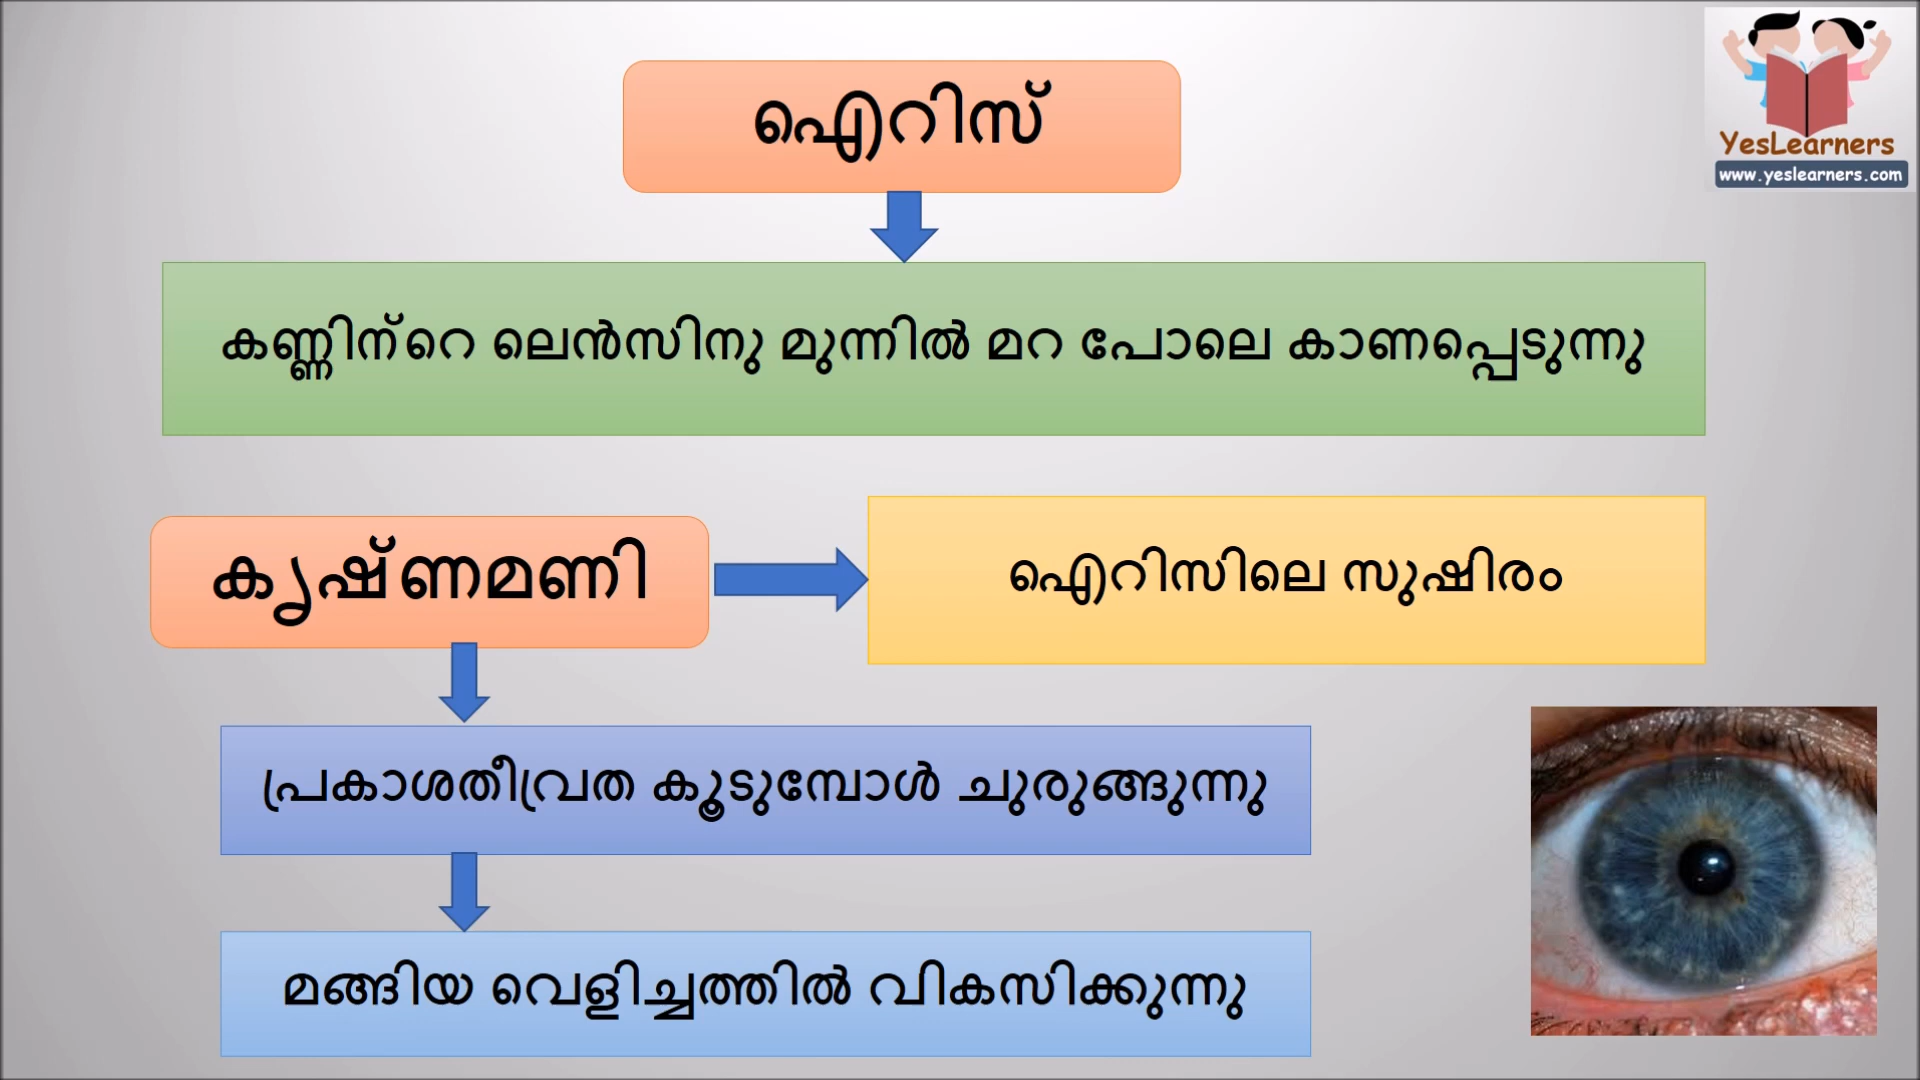 ഐറിസ്
YesLearners
www.yeslearners.com
കണ്ണിന്റെ ലെൻസിനു മുന്നിൽ മറ പോലെ കാണപ്പെടുന്നു
കൃഷ്ണമണി
ഐറിസിലെ സുഷിരം
പ്രകാശതീവ്രത കൂടുമ്പോൾ ചുരുങ്ങുന്നു
മങ്ങിയ വെളിച്ചത്തിൽ വികസിക്കുന്നു